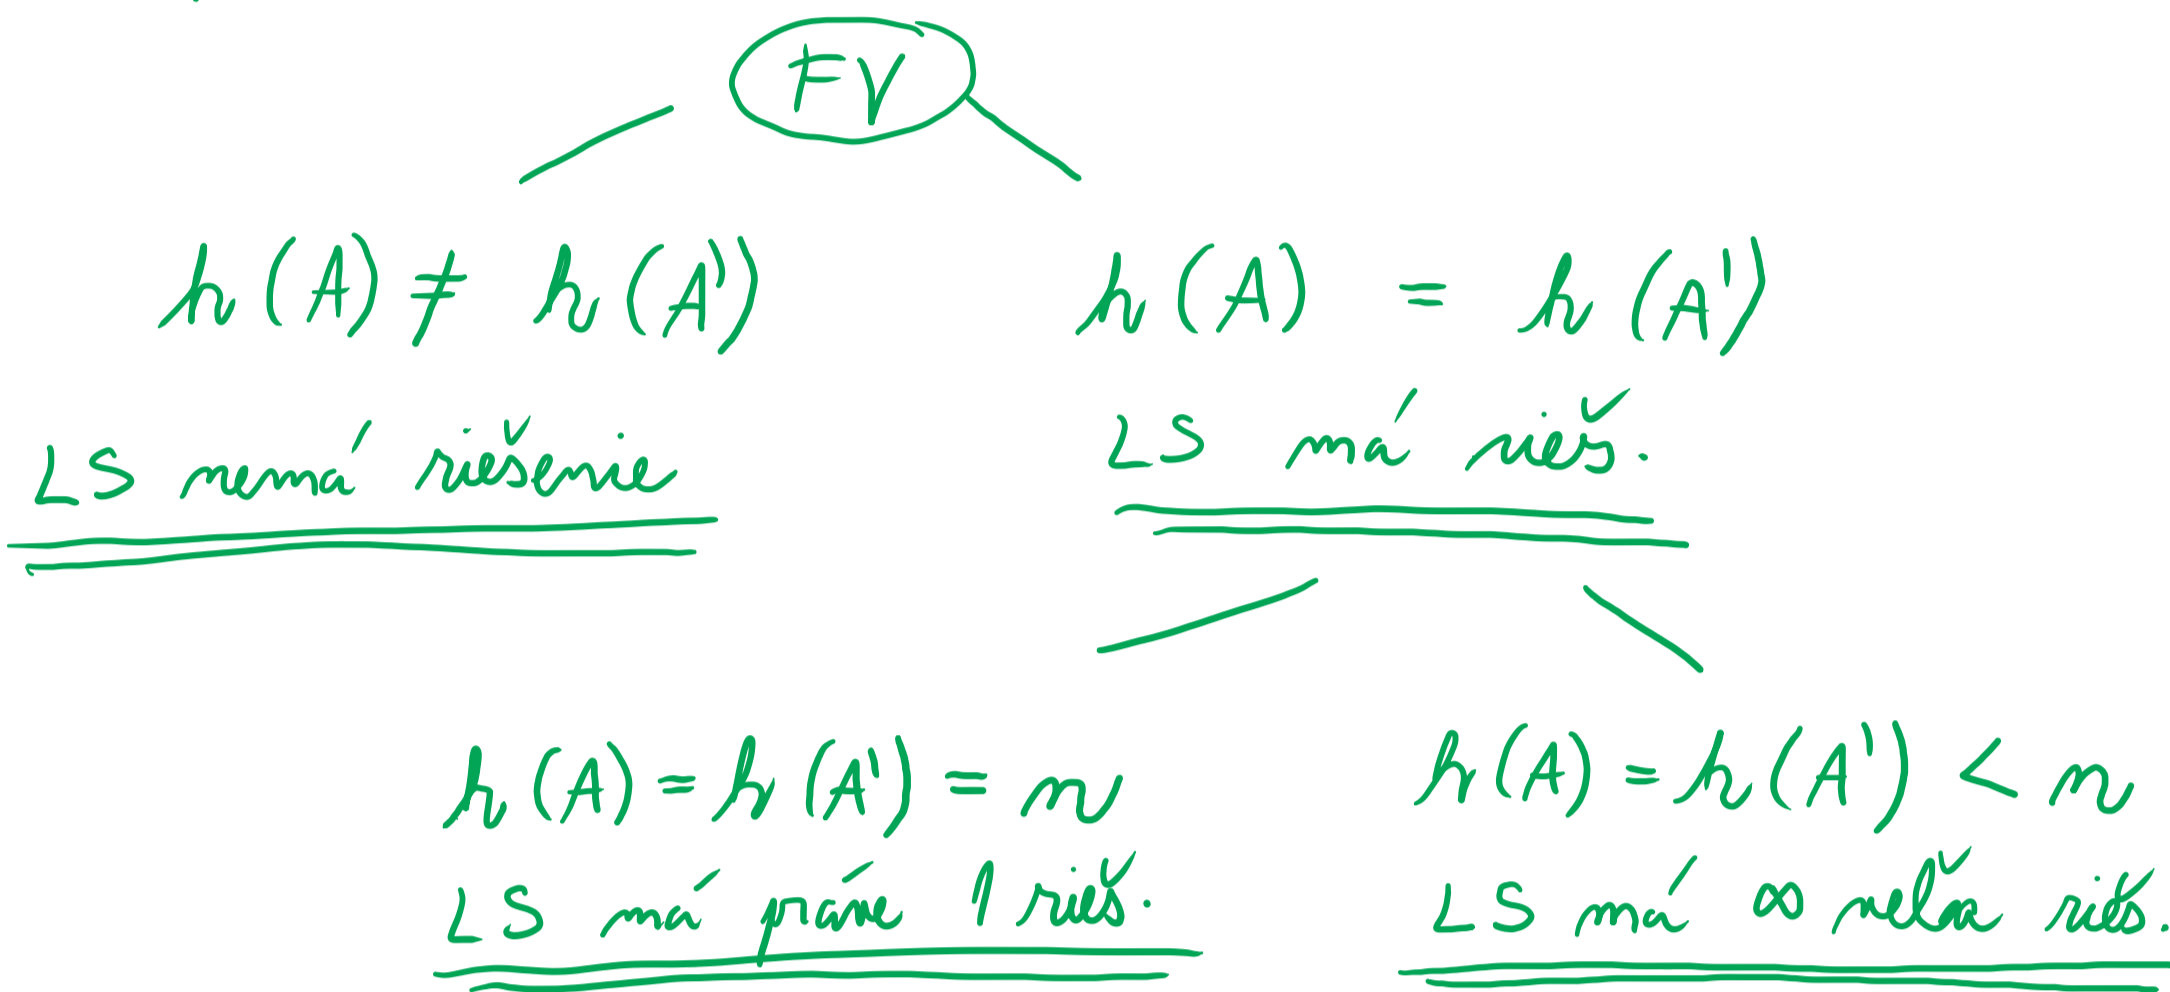 FV
h(A) ≠ h(A')
h(A) = h(A')
LS nemá riešenie
LS má rieš.
h(A) = h(A') = n
h(A) = h(A') < n
LS má práve 1 rieš.
LS má ∞ veľa rieš.